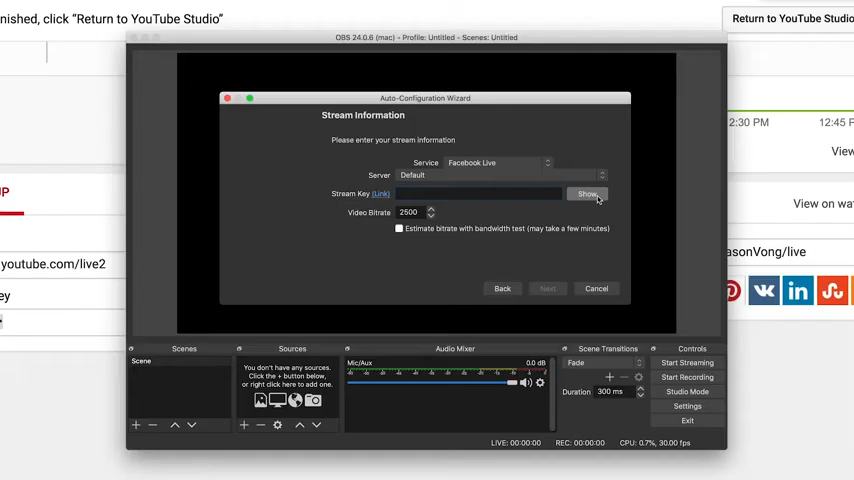 nished, click “Return to YouTube Studio”
Return to YouTube Studio
OBS 24.0.6 (mac) - Profile: Untitled - Scenes: Untitled
Auto-Configuration Wizard
Stream Information
Please enter your stream information
Service Facebook Live
Server Default
Stream Key (Link) Show
Video Bitrate 2500
Estimate bitrate with bandwidth test (may take a few minutes)
Back Next Cancel
2:30 PM 12:45 F
View
View on wat
UP
youtube.com/live2
ey
asonVong/live
Scenes
Scene
Sources
You don't have any sources.
Click the + button below,
or right click here to add one.
Audio Mixer
Mic/Aux 0.0 dB
Scene Transitions
Fade
Duration 300 ms
Controls
Start Streaming
Start Recording
Studio Mode
Settings
Exit
LIVE: 00:00:00 REC: 00:00:00 CPU: 0.7%, 30.00 fps